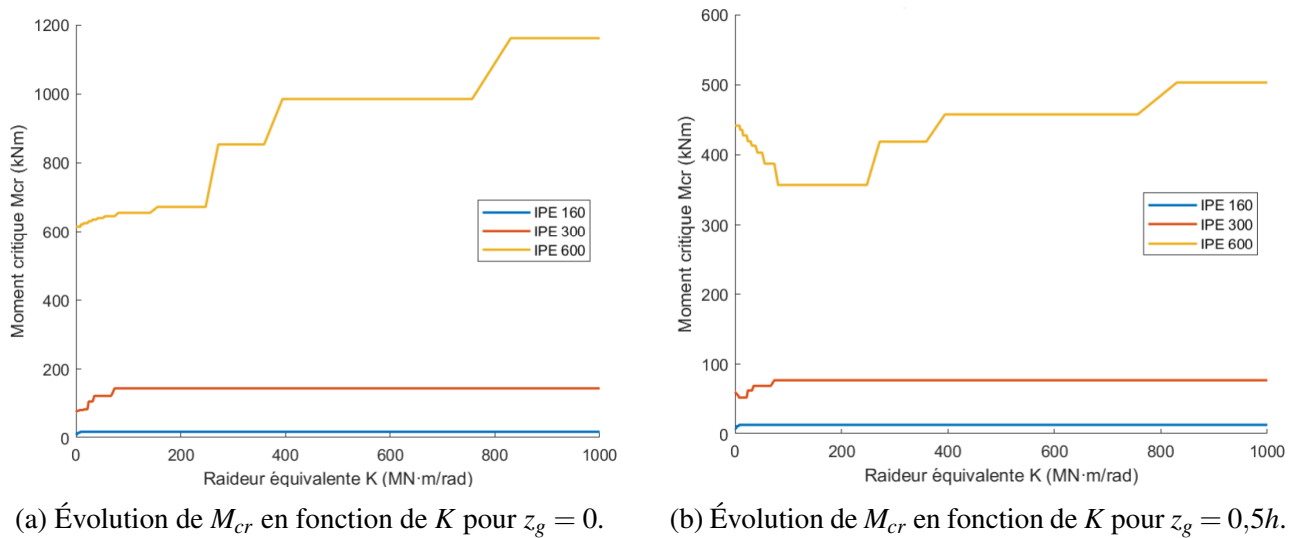 1200
1000
800
600
400
200
0
Moment critique Mcr (kNm)
IPE 160
IPE 300
IPE 600
0 200 400 600 800 1000
Raideur équivalente K (MN·m/rad)
(a) Évolution de Mcr en fonction de K pour zg = 0.
600
500
400
300
200
100
0
Moment critique Mcr (kNm)
IPE 160
IPE 300
IPE 600
0 200 400 600 800 1000
Raideur équivalente K (MN·m/rad)
(b) Évolution de Mcr en fonction de K pour zg = 0,5h.